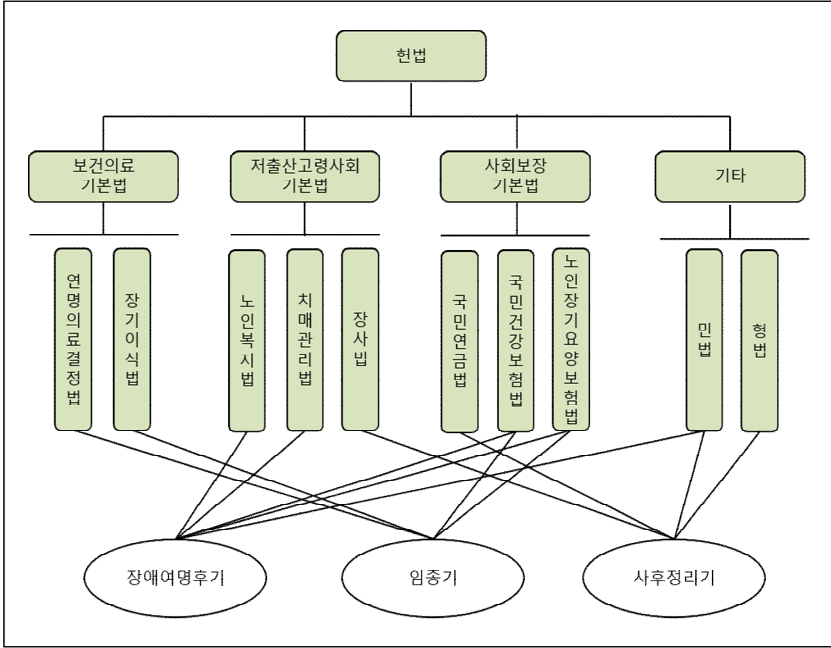 헌법
보건의료
기본법
저출산고령사회
기본법
사회보장
기본법
기타
연명의료결정법
장기이식법
노인복시법
치매관리법
장사빕
국민연금법
국민건강보험법
노인장기요양보험법
민법
형법
장애여명후기
임종기
사후정리기